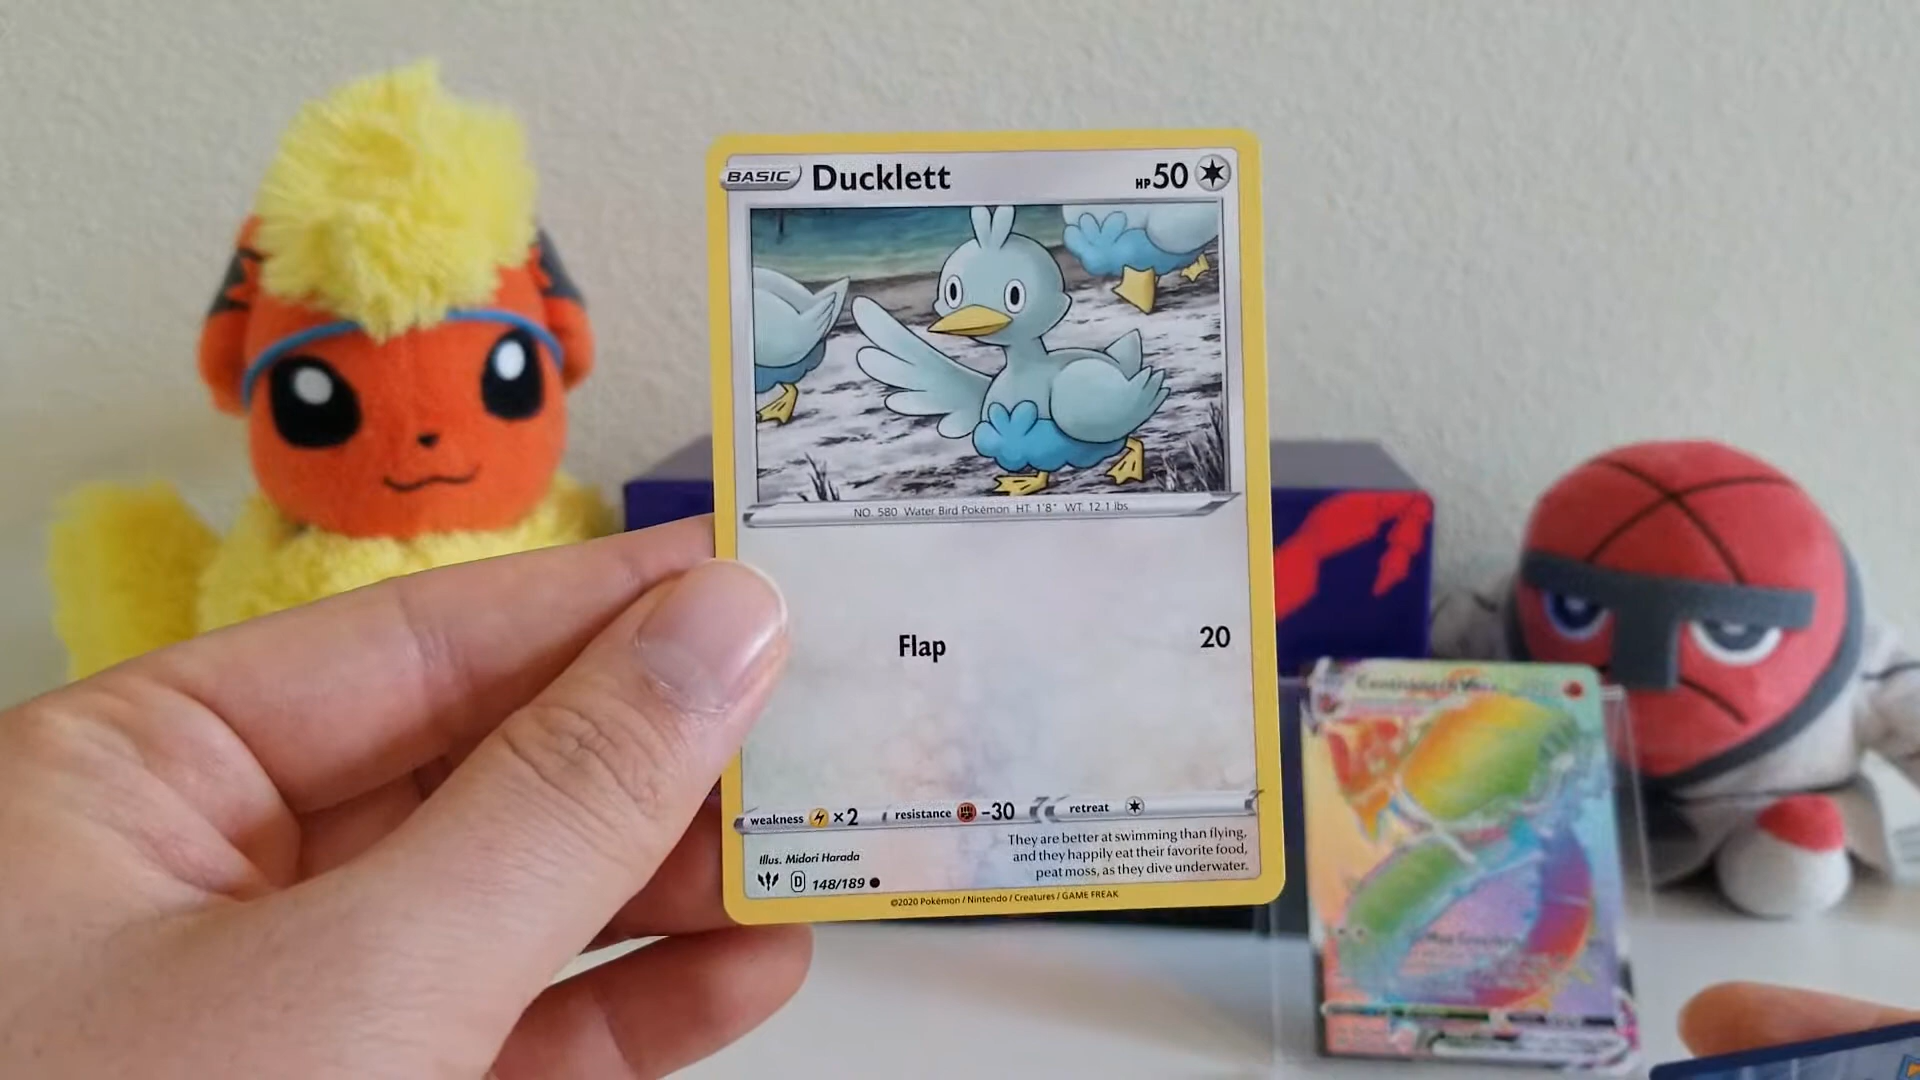 BASIC Ducklett HP 50
NO. 580 Water Bird Pokémon HT: 1'8" WT: 12.1 lbs
Flap 20
weakness ×2 resistance -30 retreat
They are better at swimming than flying,
and they happily eat their favorite food,
peat moss, as they dive underwater.
Illus. Midori Harada
D 148/189
©2020 Pokémon / Nintendo / Creatures / GAME FREAK